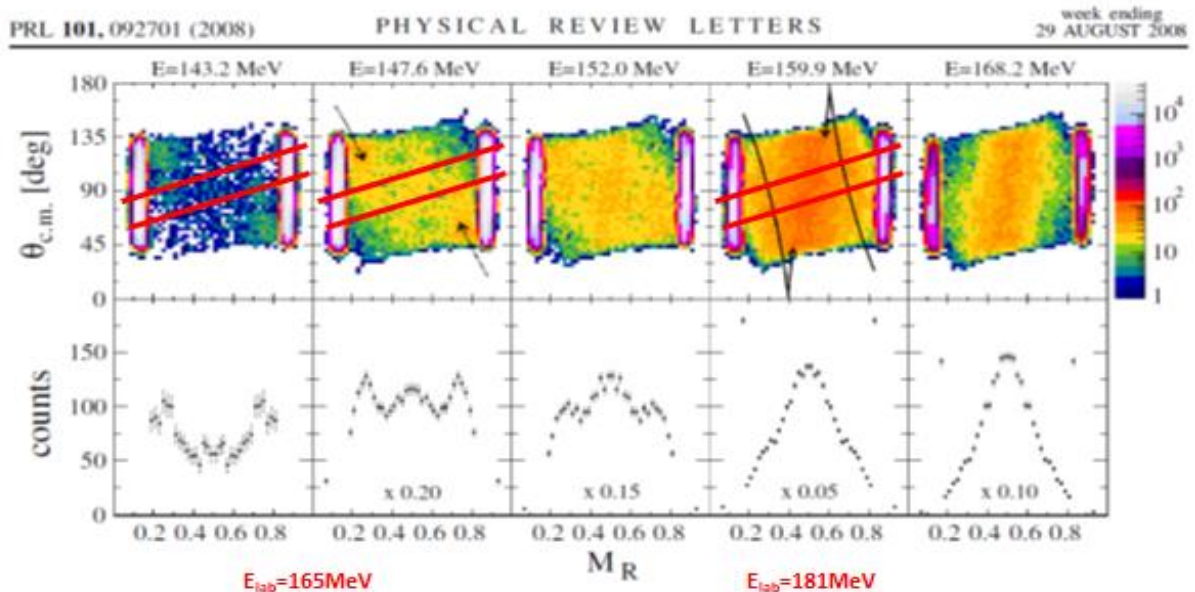 PRL 101, 092701 (2008) PHYSICAL REVIEW LETTERS week ending 29 AUGUST 2008
E=143.2 MeV E=147.6 MeV E=152.0 MeV E=159.9 MeV E=168.2 MeV
180
135
90
45
0
θc.m. [deg]
10⁴
10³
10²
10
1
150
100
50
0
counts
x 0.20 x 0.15 x 0.05 x 0.10
0.2 0.4 0.6 0.8 0.2 0.4 0.6 0.8 0.2 0.4 0.6 0.8 0.2 0.4 0.6 0.8 0.2 0.4 0.6 0.8
MR
Elab=165MeV Elab=181MeV